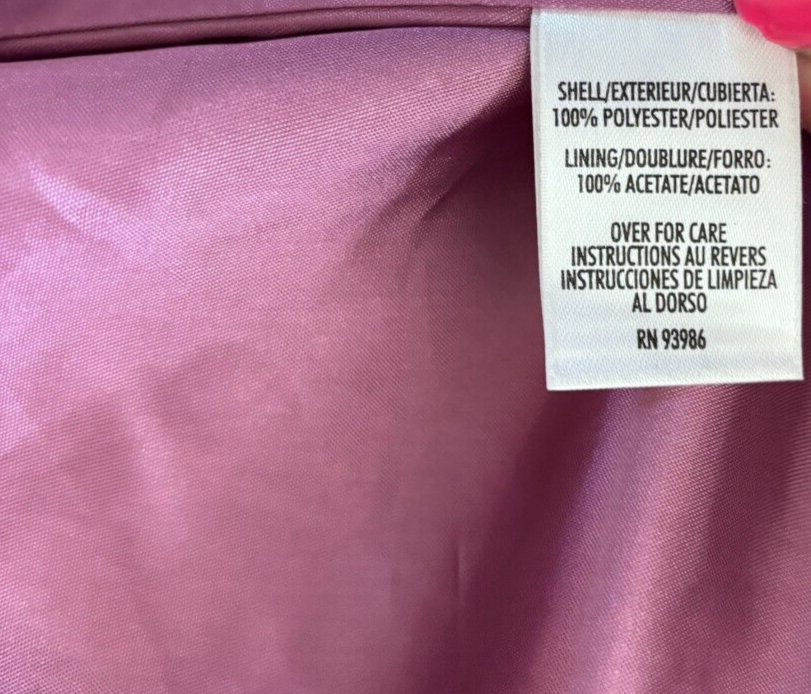 SHELL/EXTERIEUR/CUBIERTA:
100% POLYESTER/POLIESTER
LINING/DOUBLURE/FORRO:
100% ACETATE/ACETATO
OVER FOR CARE
INSTRUCTIONS AU REVERS
INSTRUCCIONES DE LIMPIEZA
AL DORSO
RN 93986